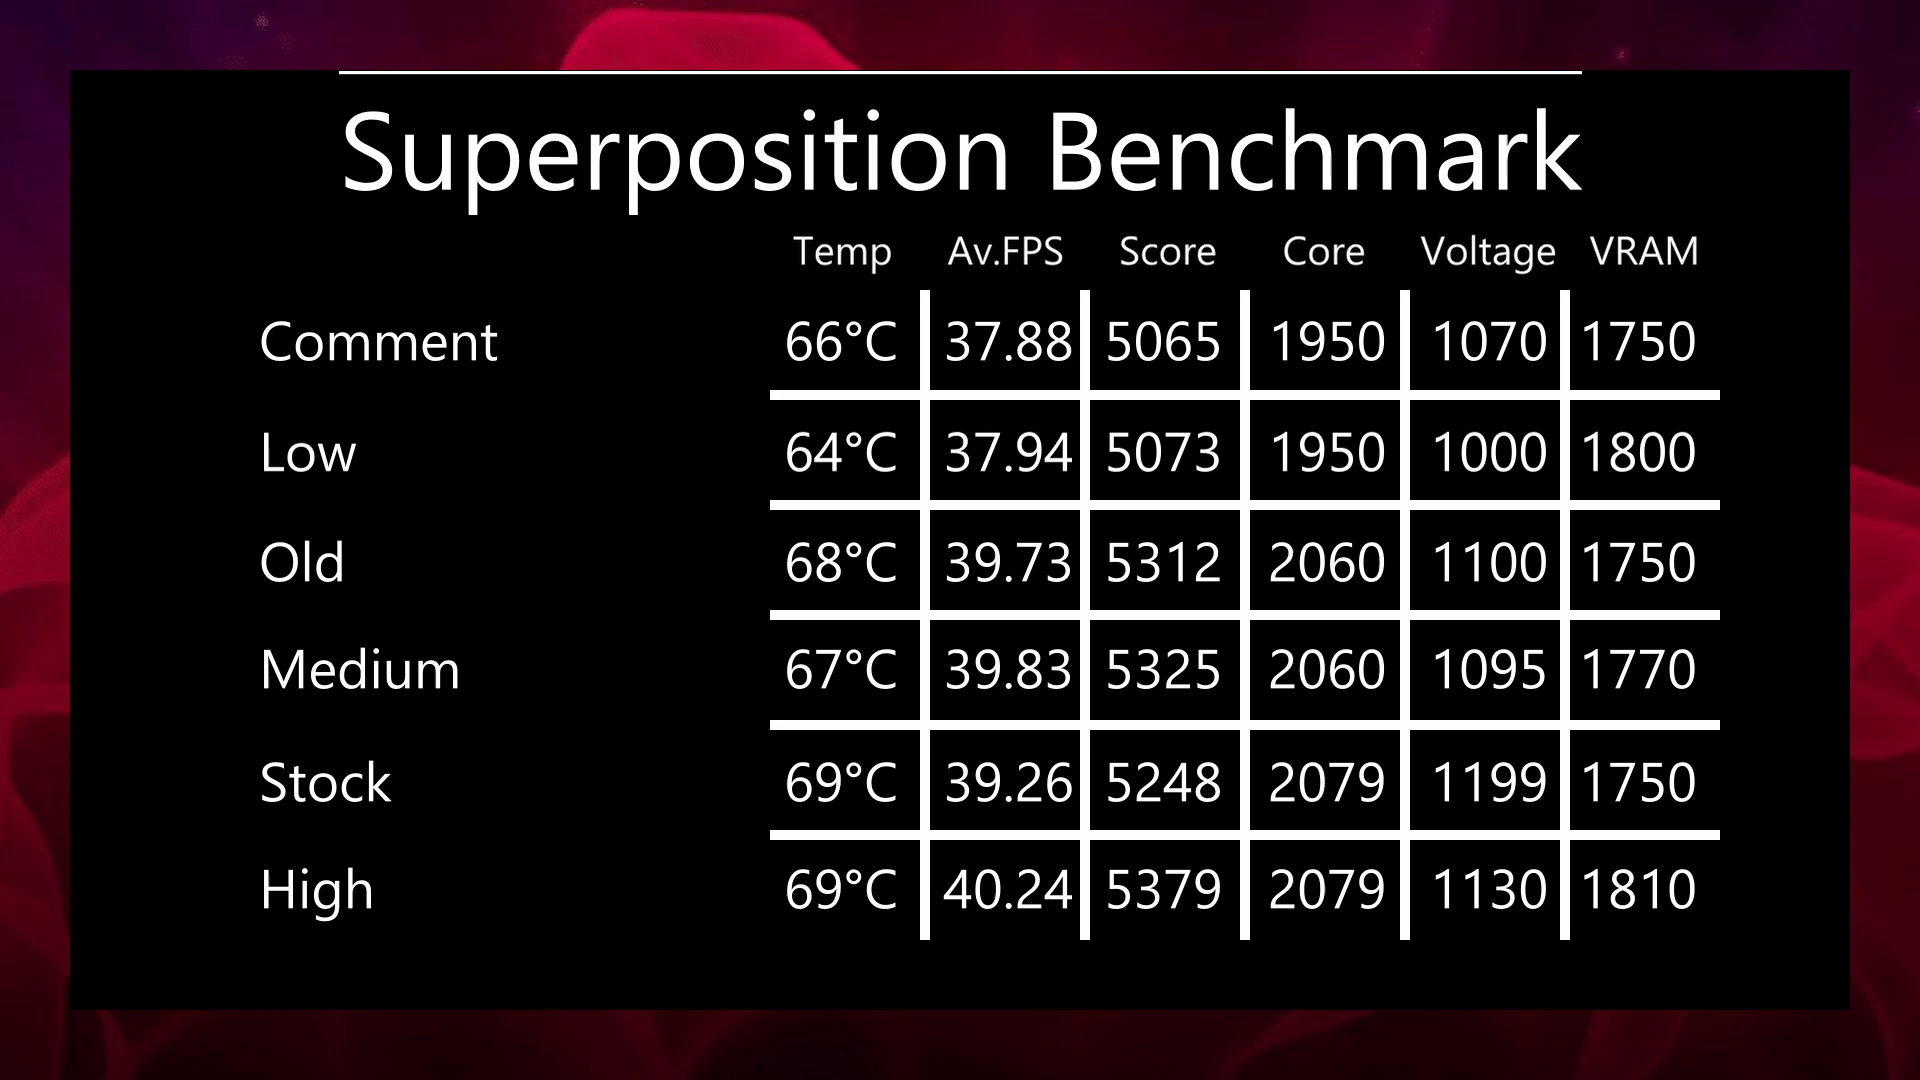 Superposition Benchmark
Temp Av.FPS Score Core Voltage VRAM
Comment 66°C 37.88 5065 1950 1070 1750
Low 64°C 37.94 5073 1950 1000 1800
Old 68°C 39.73 5312 2060 1100 1750
Medium 67°C 39.83 5325 2060 1095 1770
Stock 69°C 39.26 5248 2079 1199 1750
High 69°C 40.24 5379 2079 1130 1810